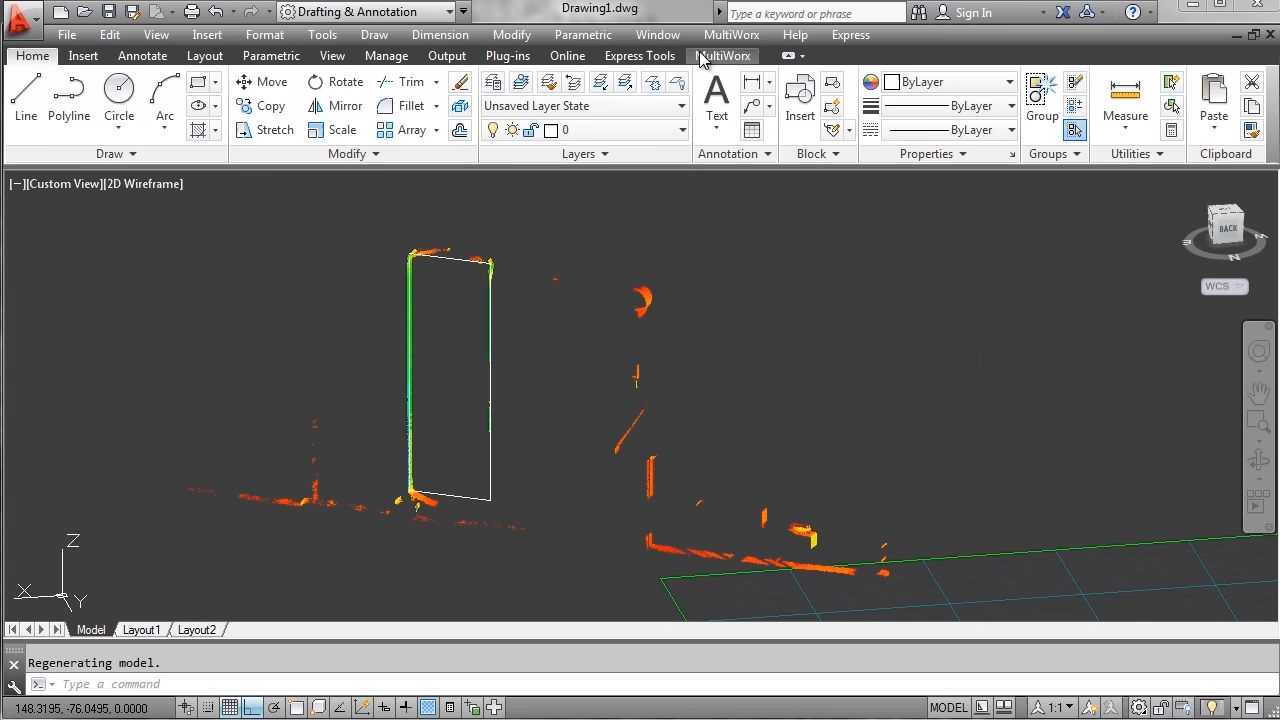 Drafting & Annotation
Drawing1.dwg
Type a keyword or phrase
Sign In
File Edit View Insert Format Tools Draw Dimension Modify Parametric Window MultiWorx Help Express
Home Insert Annotate Layout Parametric View Manage Output Plug-ins Online Express Tools MultiWorx
Line Polyline Circle Arc
Move Rotate Trim
Copy Mirror Fillet
Stretch Scale Array
Unsaved Layer State
0
Text
Insert
ByLayer
ByLayer
ByLayer
Group
Measure
Paste
Draw Modify Layers Annotation Block Properties Groups Utilities Clipboard
[−][Custom View][2D Wireframe]
BACK
N
WCS
Z
X
Y
Model Layout1 Layout2
Regenerating model.
Type a command
148.3195, -76.0495, 0.0000
MODEL
1:1